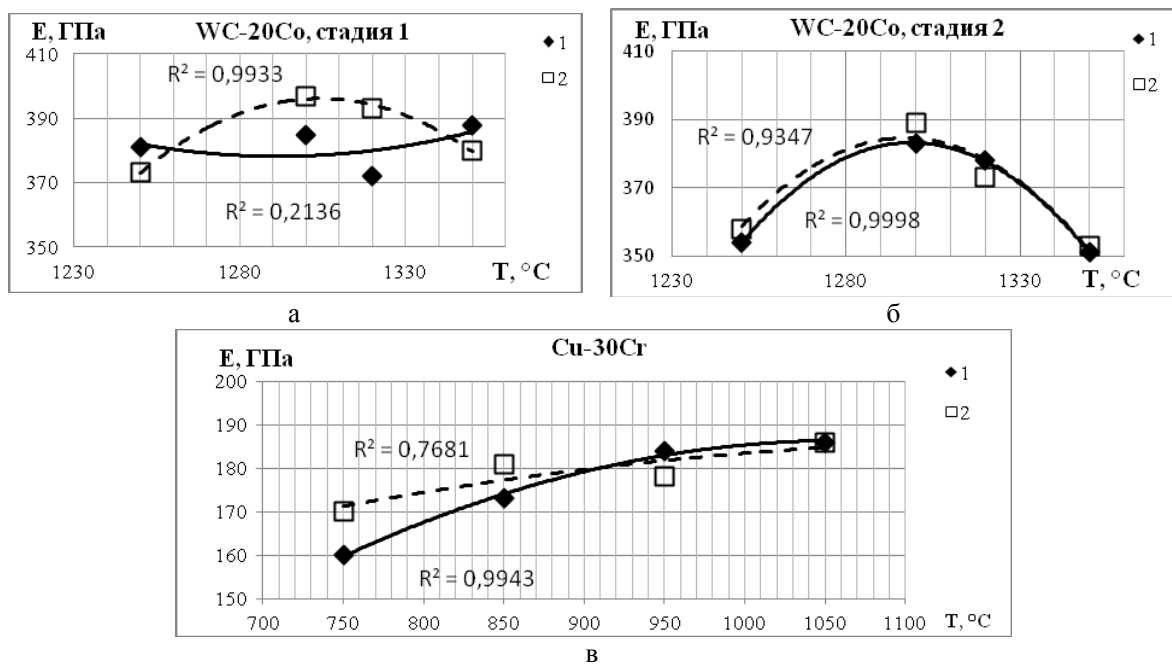 Е, ГПа
WC-20Co, стадия 1
1
2
410
390
370
350
R² = 0,9933
R² = 0,2136
1230
1280
1330
T, °C
а
Е, ГПа
WC-20Co, стадия 2
1
2
410
390
370
350
R² = 0,9347
R² = 0,9998
1230
1280
1330
T, °C
б
Е, ГПа
Cu-30Cr
1
2
200
190
180
170
160
150
R² = 0,7681
R² = 0,9943
700 750 800 850 900 950 1000 1050 1100
T, °C
в